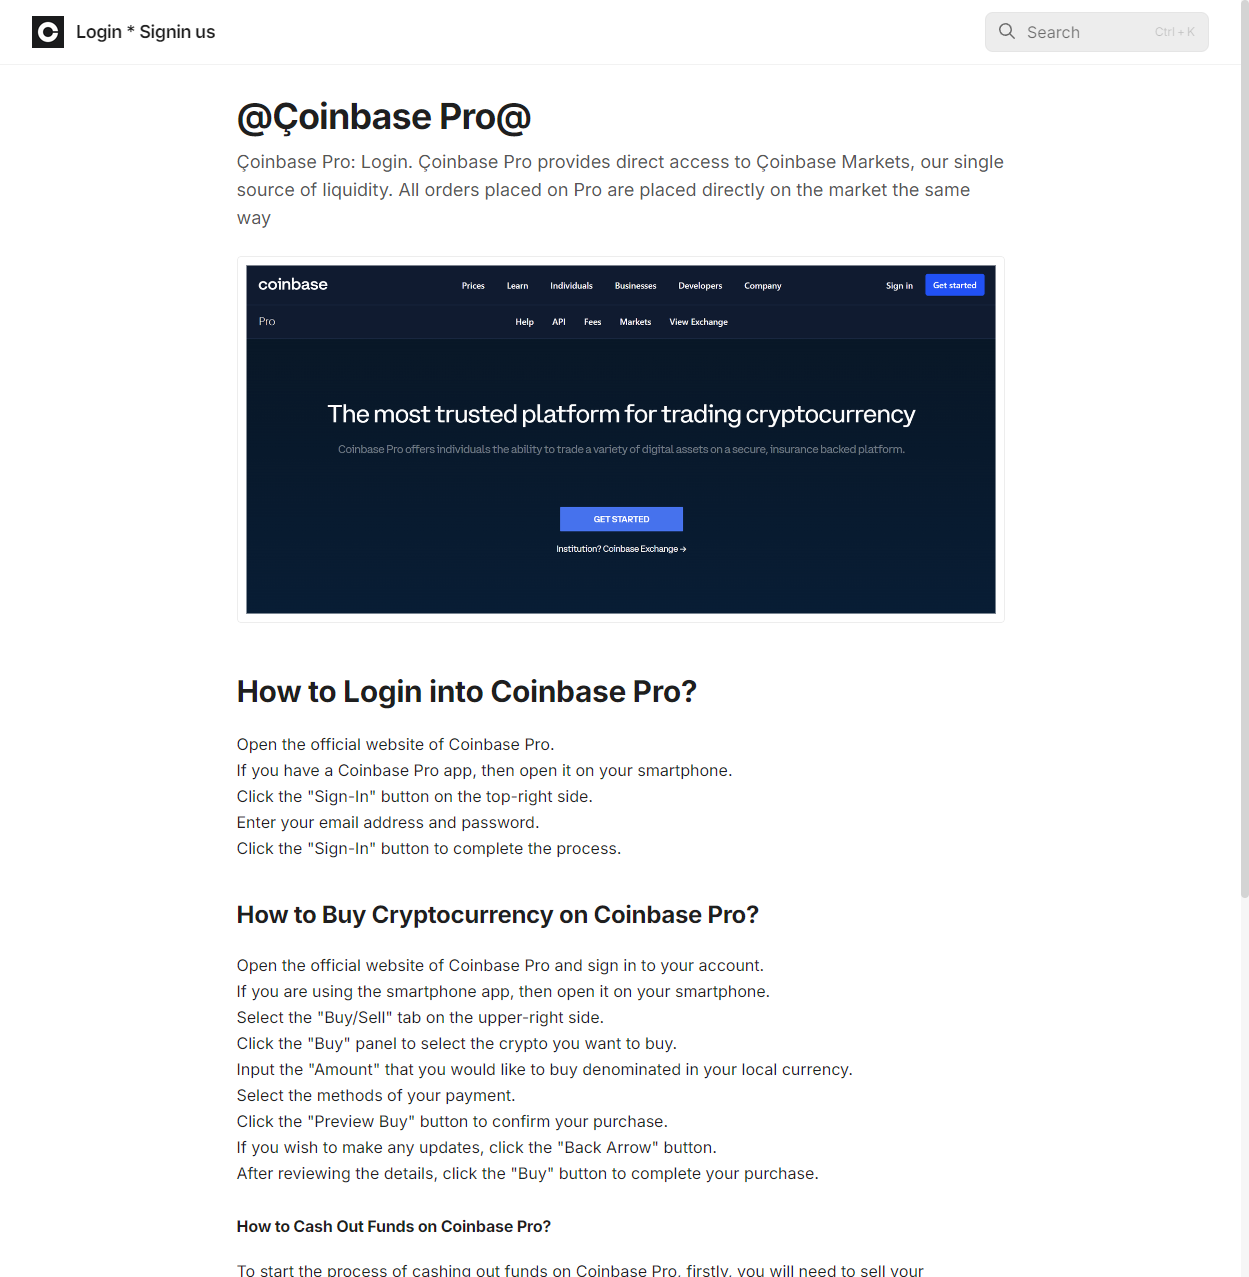 Login * Signin us
Search
Ctrl + K
@Çoinbase Pro@
Çoinbase Pro: Login. Çoinbase Pro provides direct access to Çoinbase Markets, our single
source of liquidity. All orders placed on Pro are placed directly on the market the same
way
coinbase
Prices Learn Individuals Businesses Developers Company
Sign in
Get started
Pro
Help API Fees Markets View Exchange
The most trusted platform for trading cryptocurrency
Coinbase Pro offers individuals the ability to trade a variety of digital assets on a secure, insurance backed platform.
GET STARTED
Institution? Coinbase Exchange →
How to Login into Coinbase Pro?
Open the official website of Coinbase Pro.
If you have a Coinbase Pro app, then open it on your smartphone.
Click the "Sign-In" button on the top-right side.
Enter your email address and password.
Click the "Sign-In" button to complete the process.
How to Buy Cryptocurrency on Coinbase Pro?
Open the official website of Coinbase Pro and sign in to your account.
If you are using the smartphone app, then open it on your smartphone.
Select the "Buy/Sell" tab on the upper-right side.
Click the "Buy" panel to select the crypto you want to buy.
Input the "Amount" that you would like to buy denominated in your local currency.
Select the methods of your payment.
Click the "Preview Buy" button to confirm your purchase.
If you wish to make any updates, click the "Back Arrow" button.
After reviewing the details, click the "Buy" button to complete your purchase.
How to Cash Out Funds on Coinbase Pro?
To start the process of cashing out funds on Coinbase Pro, firstly, you will need to sell your